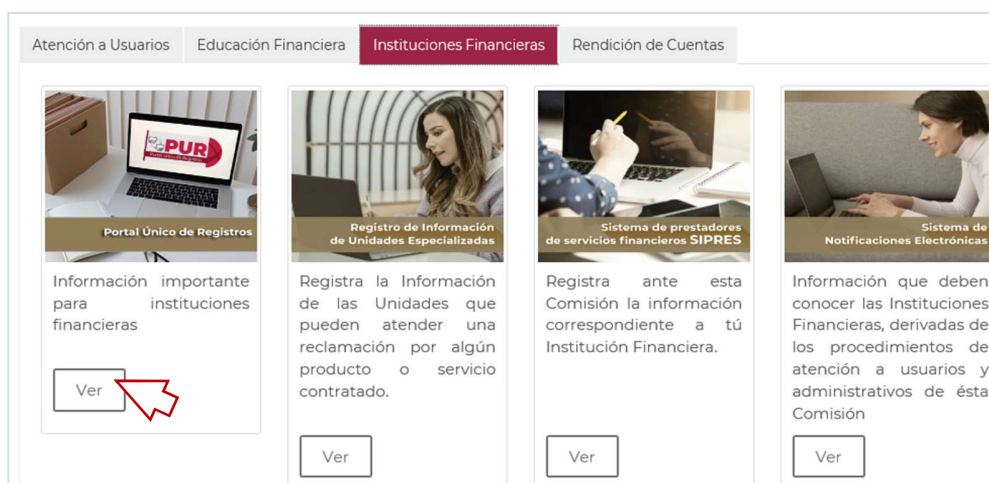 Atención a Usuarios
Educación Financiera
Instituciones Financieras
Rendición de Cuentas
PUR
Portal Único de Registros
Información importante
para instituciones
financieras
Ver
Registro de Información
de Unidades Especializadas
Registra la Información
de las Unidades que
pueden atender una
reclamación por algún
producto o servicio
contratado.
Ver
Sistema de prestadores
de servicios financieros SIPRES
Registra ante esta
Comisión la información
correspondiente a tú
Institución Financiera.
Ver
Sistema de
Notificaciones Electrónicas
Información que deben
conocer las Instituciones
Financieras, derivadas de
los procedimientos de
atención a usuarios y
administrativos de ésta
Comisión
Ver